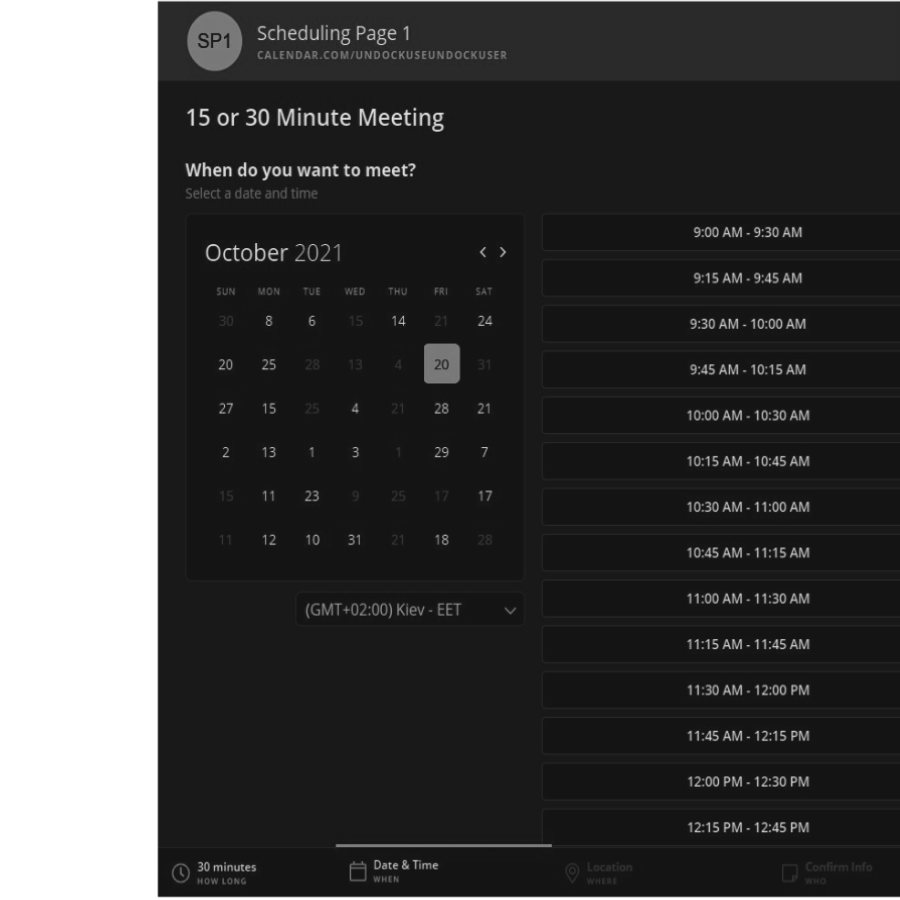 SP1
Scheduling Page 1
CALENDAR.COM/UNDOCKUSEUNDOCKUSER
15 or 30 Minute Meeting
When do you want to meet?
Select a date and time
October 2021
SUN MON TUE WED THU FRI SAT
30 8 6 15 14 21 24
20 25 28 13 4 20 31
27 15 25 4 21 28 21
2 13 1 3 1 29 7
15 11 23 9 25 17 17
11 12 10 31 21 18 28
(GMT+02:00) Kiev - EET
9:00 AM - 9:30 AM
9:15 AM - 9:45 AM
9:30 AM - 10:00 AM
9:45 AM - 10:15 AM
10:00 AM - 10:30 AM
10:15 AM - 10:45 AM
10:30 AM - 11:00 AM
10:45 AM - 11:15 AM
11:00 AM - 11:30 AM
11:15 AM - 11:45 AM
11:30 AM - 12:00 PM
11:45 AM - 12:15 PM
12:00 PM - 12:30 PM
12:15 PM - 12:45 PM
30 minutes
HOW LONG
Date & Time
WHEN
Location
WHERE
Confirm Info
WHO